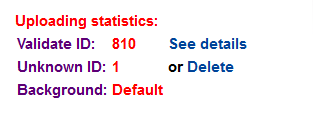 Uploading statistics:
Validate ID: 810 See details
Unknown ID: 1 or Delete
Background: Default